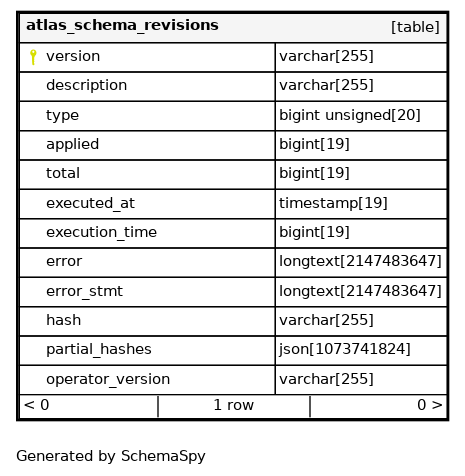 atlas_schema_revisions [table]
version varchar[255]
description varchar[255]
type bigint unsigned[20]
applied bigint[19]
total bigint[19]
executed_at timestamp[19]
execution_time bigint[19]
error longtext[2147483647]
error_stmt longtext[2147483647]
hash varchar[255]
partial_hashes json[1073741824]
operator_version varchar[255]
< 0 1 row 0 >
Generated by SchemaSpy